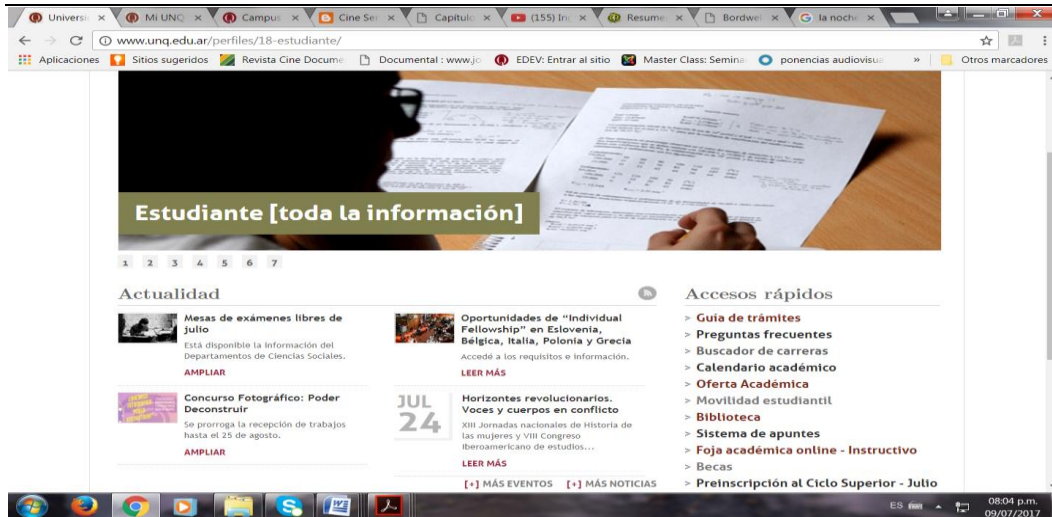 Universi
Mi UNQ
Campus
Cine Ser
Capítulo
(155) In
Resume
Bordwel
la noche
www.unq.edu.ar/perfiles/18-estudiante/
Aplicaciones
Sitios sugeridos
Revista Cine Docume
Documental : www.jo
EDEV: Entrar al sitio
Master Class: Semina
ponencias audiovisua
»
Otros marcadores
Estudiante [toda la información]
1 2 3 4 5 6 7
Actualidad
Mesas de exámenes libres de
julio
Está disponible la información del
Departamentos de Ciencias Sociales.
AMPLIAR
Concurso Fotográfico: Poder
Deconstruir
Se prorroga la recepción de trabajos
hasta el 25 de agosto.
AMPLIAR
Oportunidades de “Individual
Fellowship” en Eslovenia,
Bélgica, Italia, Polonia y Grecia
Accedé a los requisitos e información.
LEER MÁS
JUL
24
Horizontes revolucionarios.
Voces y cuerpos en conflicto
XIII Jornadas nacionales de Historia de
las mujeres y VIII Congreso
Iberoamericano de estudios...
LEER MÁS
[+] MÁS EVENTOS [+] MÁS NOTICIAS
Accesos rápidos
> Guía de trámites
> Preguntas frecuentes
> Buscador de carreras
> Calendario académico
> Oferta Académica
> Movilidad estudiantil
> Biblioteca
> Sistema de apuntes
> Foja académica online - Instructivo
> Becas
> Preinscripción al Ciclo Superior - Julio
ES
08:04 p.m.
09/07/2017